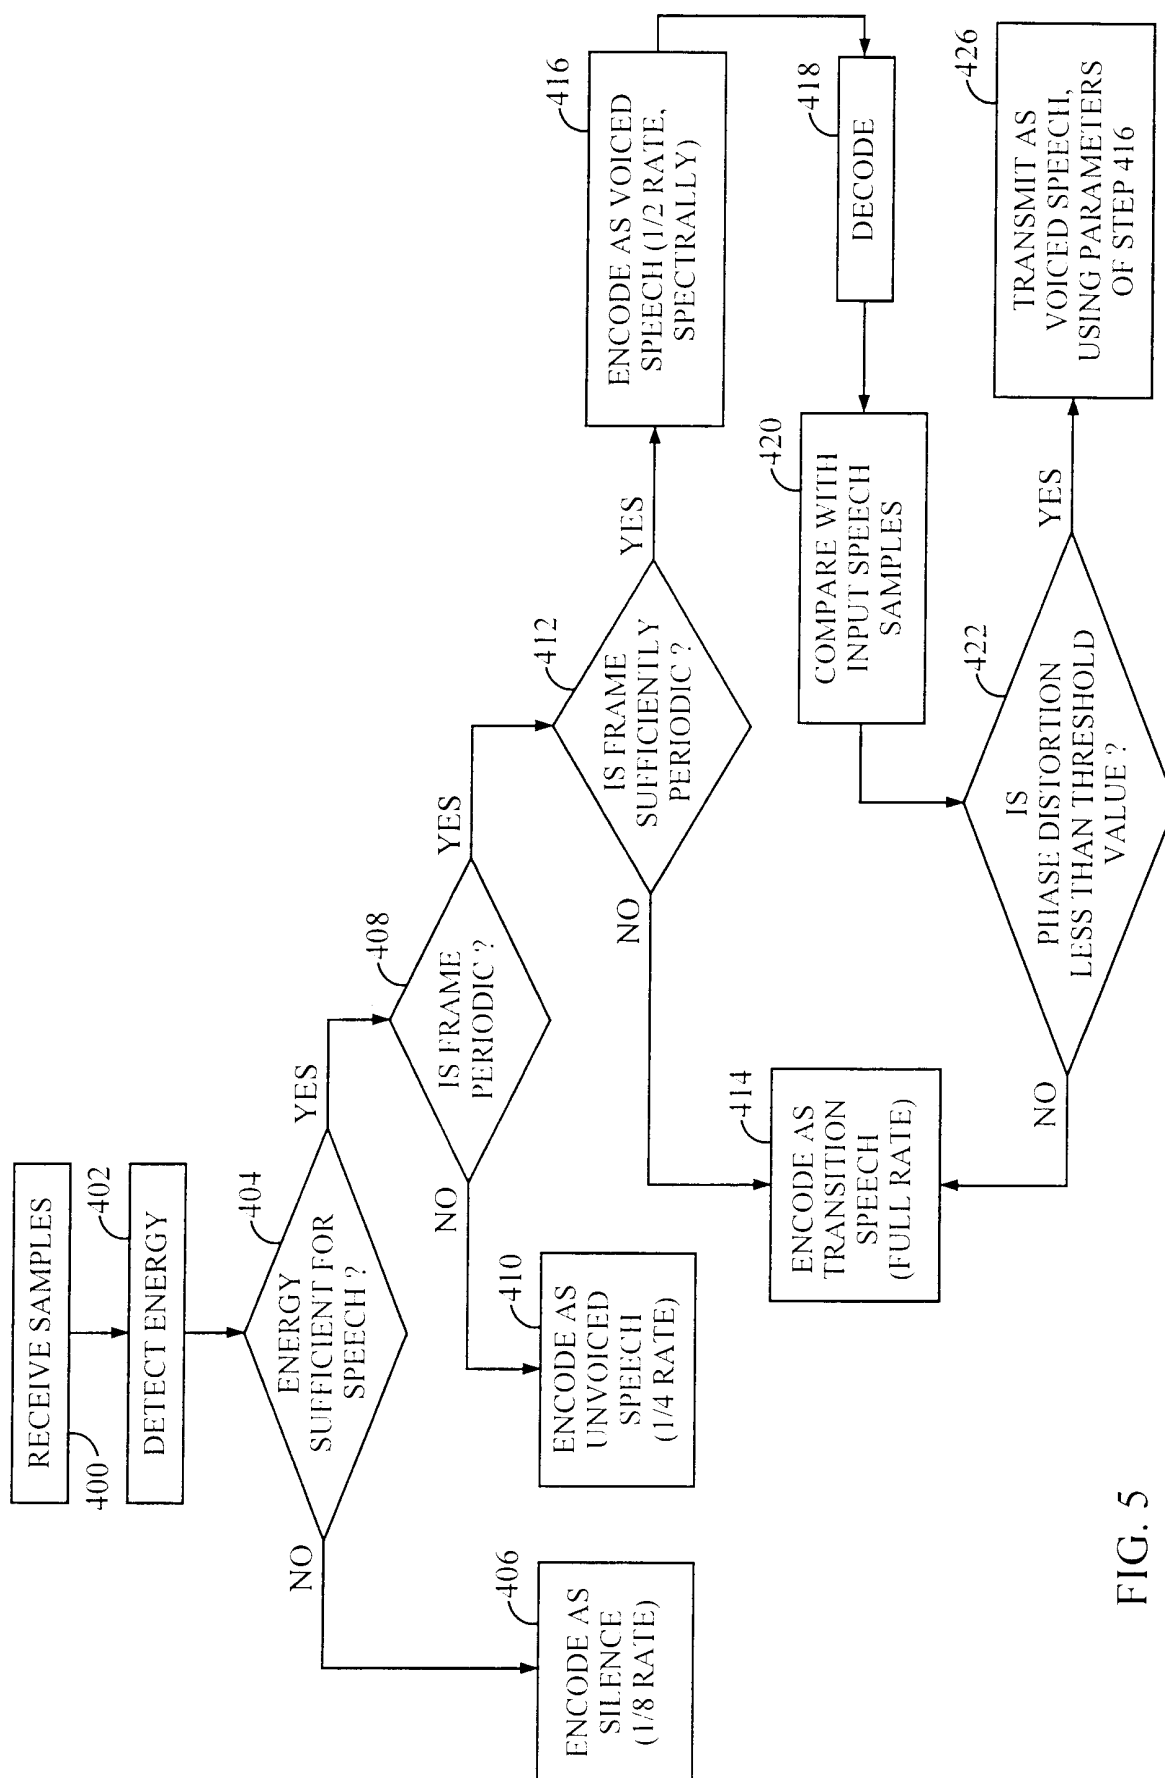 RECEIVE SAMPLES
400
DETECT ENERGY
402
ENERGY
SUFFICIENT FOR
SPEECH ?
404
NO
YES
ENCODE AS
SILENCE
(1/8 RATE)
406
IS FRAME
PERIODIC ?
408
NO
YES
ENCODE AS
UNVOICED
SPEECH
(1/4 RATE)
410
IS FRAME
SUFFICIENTLY
PERIODIC ?
412
NO
YES
ENCODE AS
TRANSITION
SPEECH
(FULL RATE)
414
ENCODE AS VOICED
SPEECH (1/2 RATE,
SPECTRALLY)
416
DECODE
418
COMPARE WITH
INPUT SPEECH
SAMPLES
420
IS
PHASE DISTORTION
LESS THAN THRESHOLD
VALUE ?
422
NO
YES
TRANSMIT AS
VOICED SPEECH,
USING PARAMETERS
OF STEP 416
426
FIG. 5